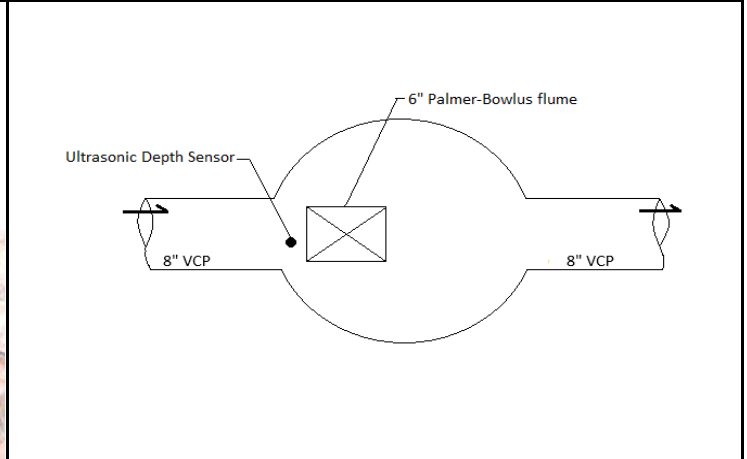 6" Palmer-Bowlus flume
Ultrasonic Depth Sensor
8" VCP
8" VCP